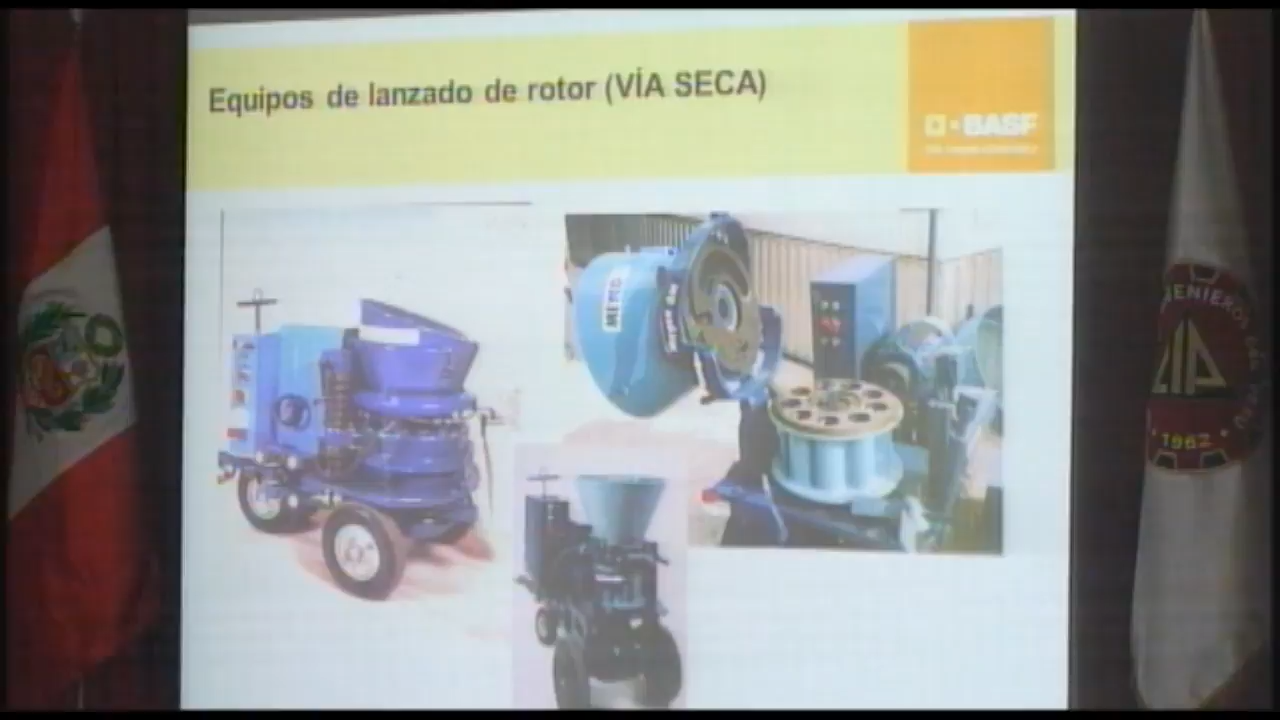 Equipos de lanzado de rotor (VÍA SECA)
BASF
MEYCO
1962